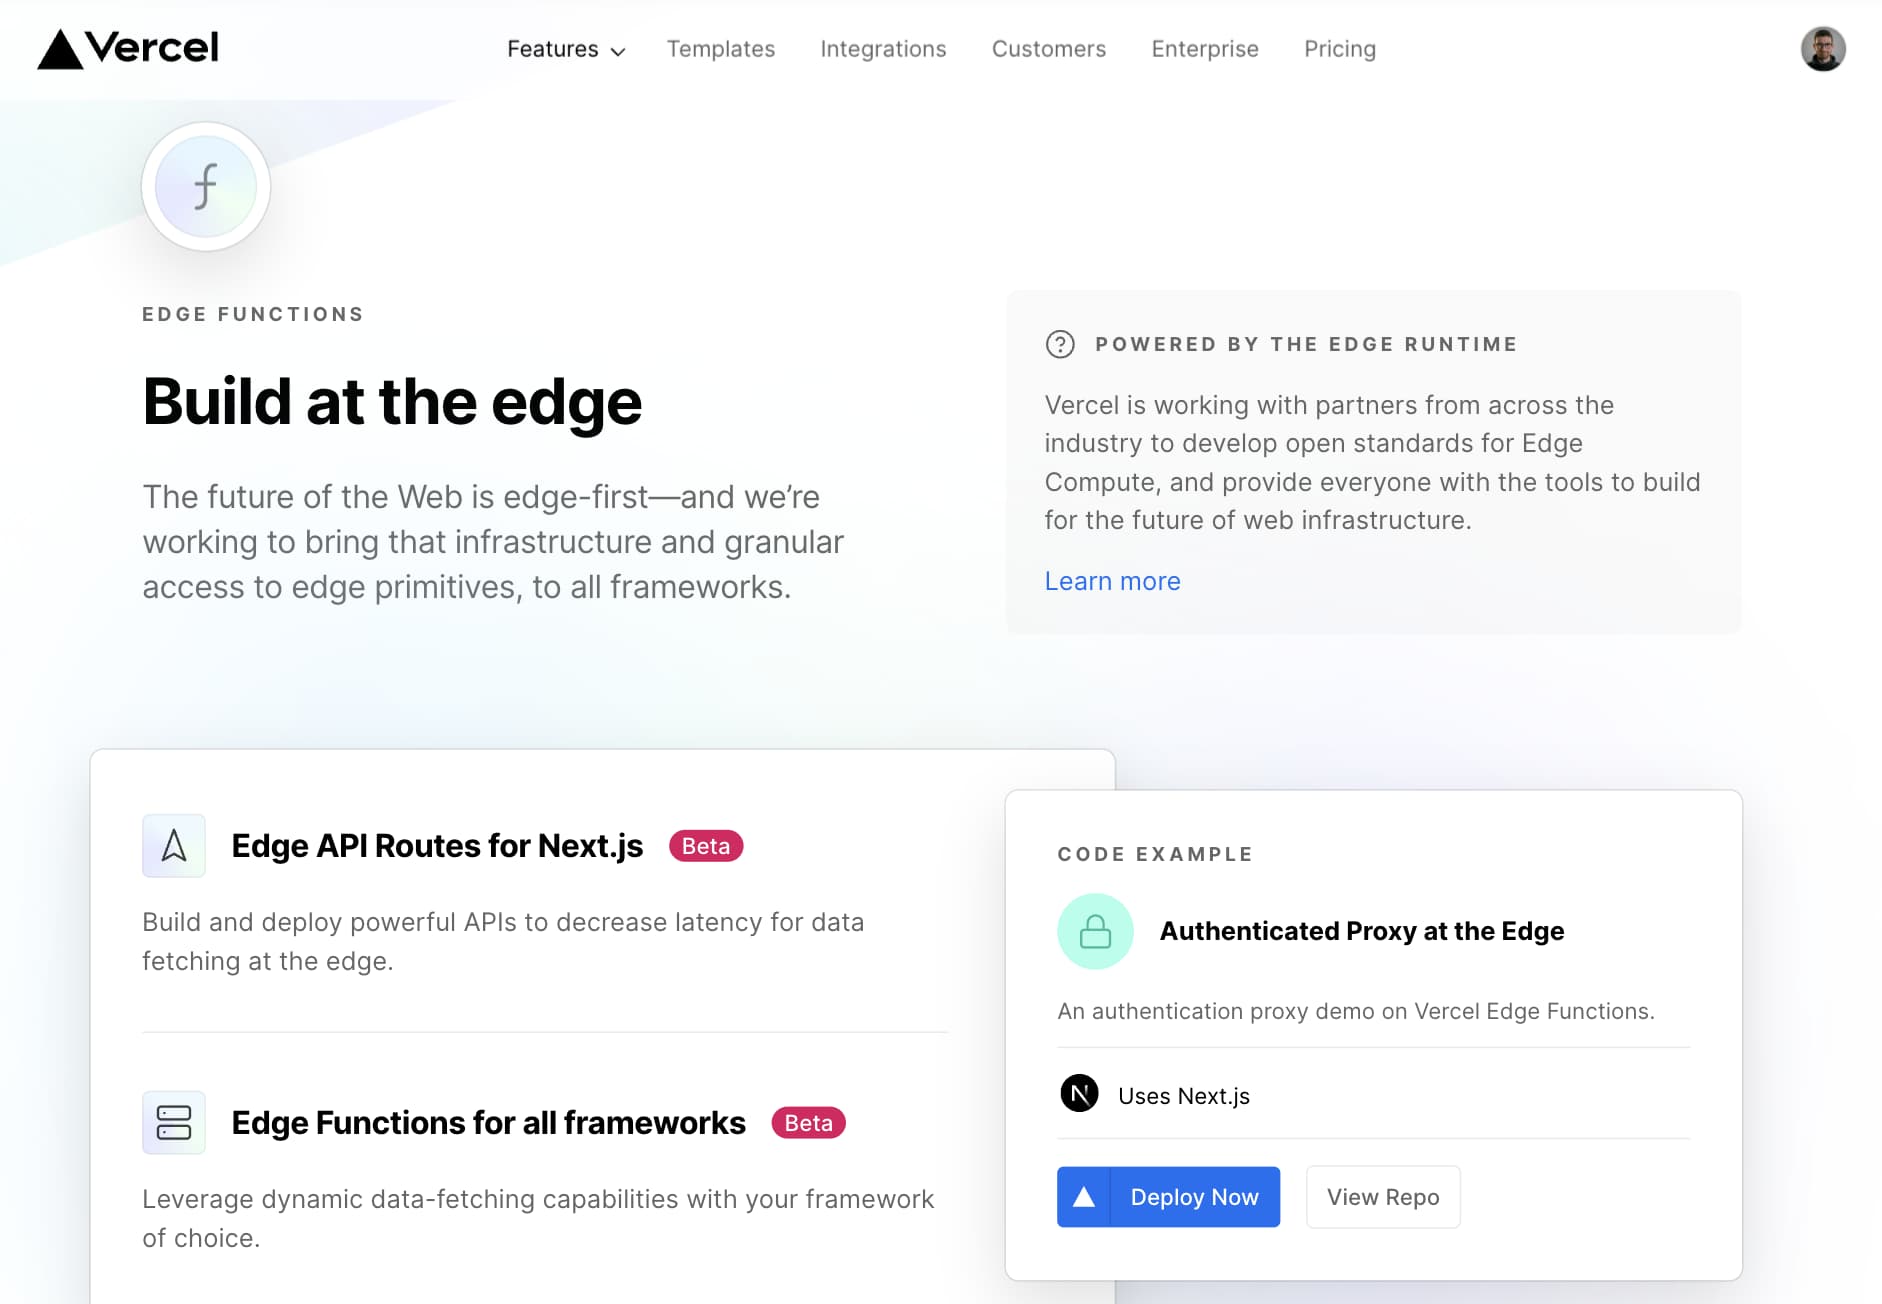 Vercel
Features
Templates
Integrations
Customers
Enterprise
Pricing
EDGE FUNCTIONS
Build at the edge
The future of the Web is edge-first—and we’re
working to bring that infrastructure and granular
access to edge primitives, to all frameworks.
POWERED BY THE EDGE RUNTIME
Vercel is working with partners from across the
industry to develop open standards for Edge
Compute, and provide everyone with the tools to build
for the future of web infrastructure.
Learn more
Edge API Routes for Next.js Beta
Build and deploy powerful APIs to decrease latency for data
fetching at the edge.
Edge Functions for all frameworks Beta
Leverage dynamic data-fetching capabilities with your framework
of choice.
CODE EXAMPLE
Authenticated Proxy at the Edge
An authentication proxy demo on Vercel Edge Functions.
Uses Next.js
Deploy Now
View Repo